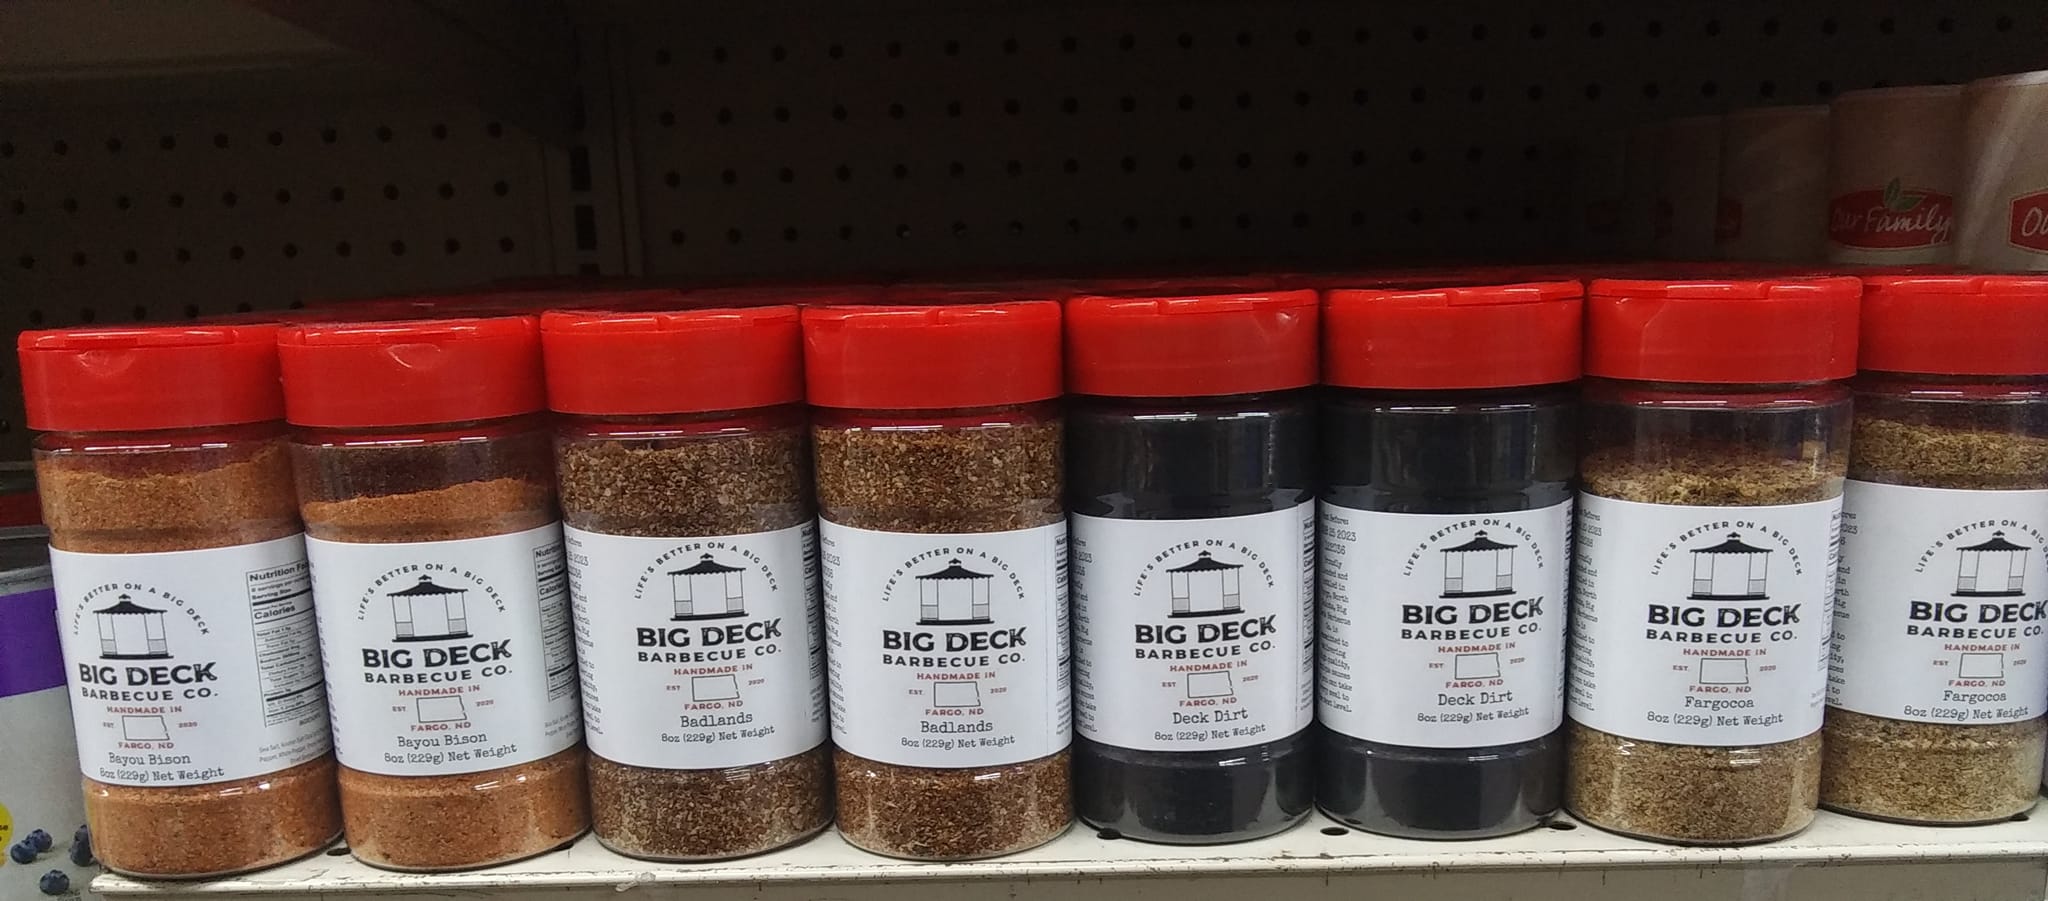 Our Family
LIFE'S BETTER ON A BIG DECK
BIG DECK
BARBECUE CO.
HANDMADE IN
EST. 2020
FARGO, ND
Bayou Bison
8oz (229g) Net Weight
Nutrition
Serving Size
Calories
LIFE'S BETTER ON A BIG DECK
BIG DECK
BARBECUE CO.
HANDMADE IN
EST 2020
FARGO, ND
Bayou Bison
8oz (229g) Net Weight
LIFE'S BETTER ON A BIG DECK
BIG DECK
BARBECUE CO.
HANDMADE IN
EST 2020
FARGO, ND
Badlands
8oz (229g) Net Weight
LIFE'S BETTER ON A BIG DECK
BIG DECK
BARBECUE CO.
HANDMADE IN
EST. 2020
FARGO, ND
Badlands
8oz (229g) Net Weight
LIFE'S BETTER ON A BIG DECK
BIG DECK
BARBECUE CO.
HANDMADE IN
EST. 2020
FARGO, ND
Deck Dirt
8oz (229g) Net Weight
LIFE'S BETTER ON A BIG DECK
BIG DECK
BARBECUE CO.
HANDMADE IN
EST. 2020
FARGO, ND
Deck Dirt
8oz (229g) Net Weight
LIFE'S BETTER ON A BIG DECK
BIG DECK
BARBECUE CO.
HANDMADE IN
EST. 2020
FARGO, ND
Fargocoa
8oz (229g) Net Weight
LIFE'S BETTER ON A BIG DECK
BIG DECK
BARBECUE CO.
HANDMADE IN
EST. 2020
FARGO, ND
Fargocoa
8oz (229g) Net Weight